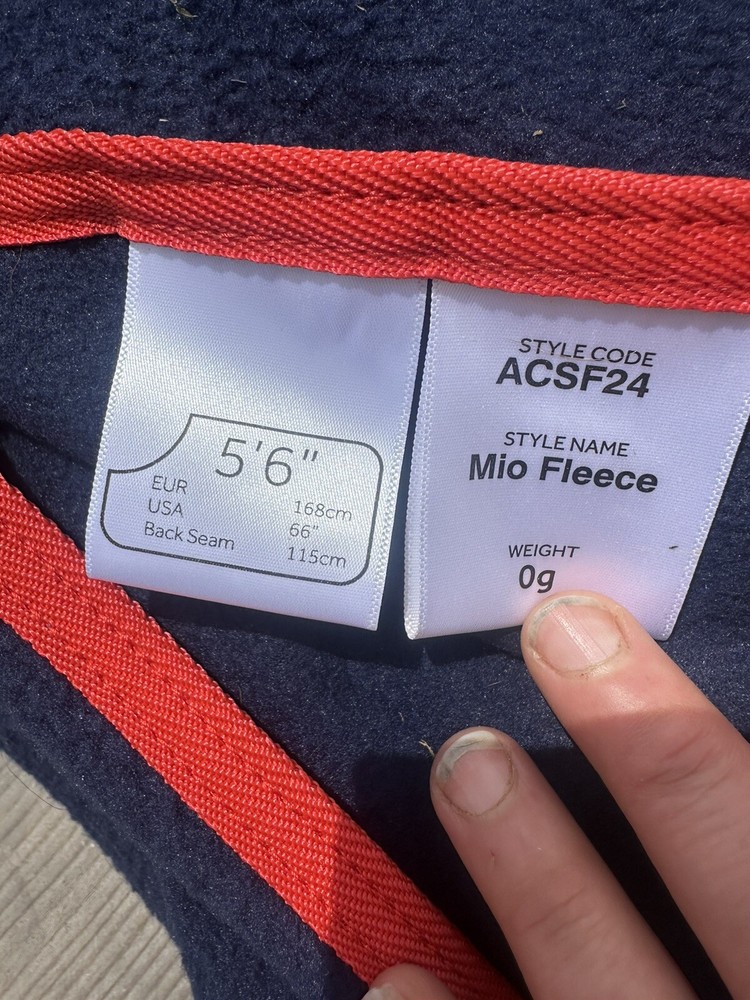 5'6"
EUR 168cm
USA 66"
Back Seam 115cm
STYLE CODE
ACSF24
STYLE NAME
Mio Fleece
WEIGHT
0g